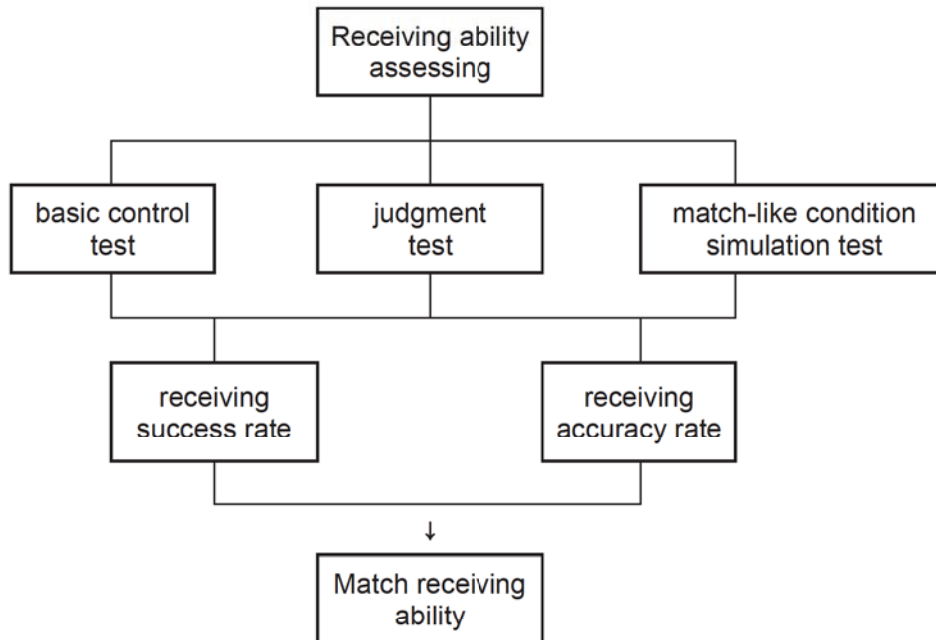 Receiving ability
assessing
basic control
test
judgment
test
match-like condition
simulation test
receiving
success rate
receiving
accuracy rate
↓
Match receiving
ability